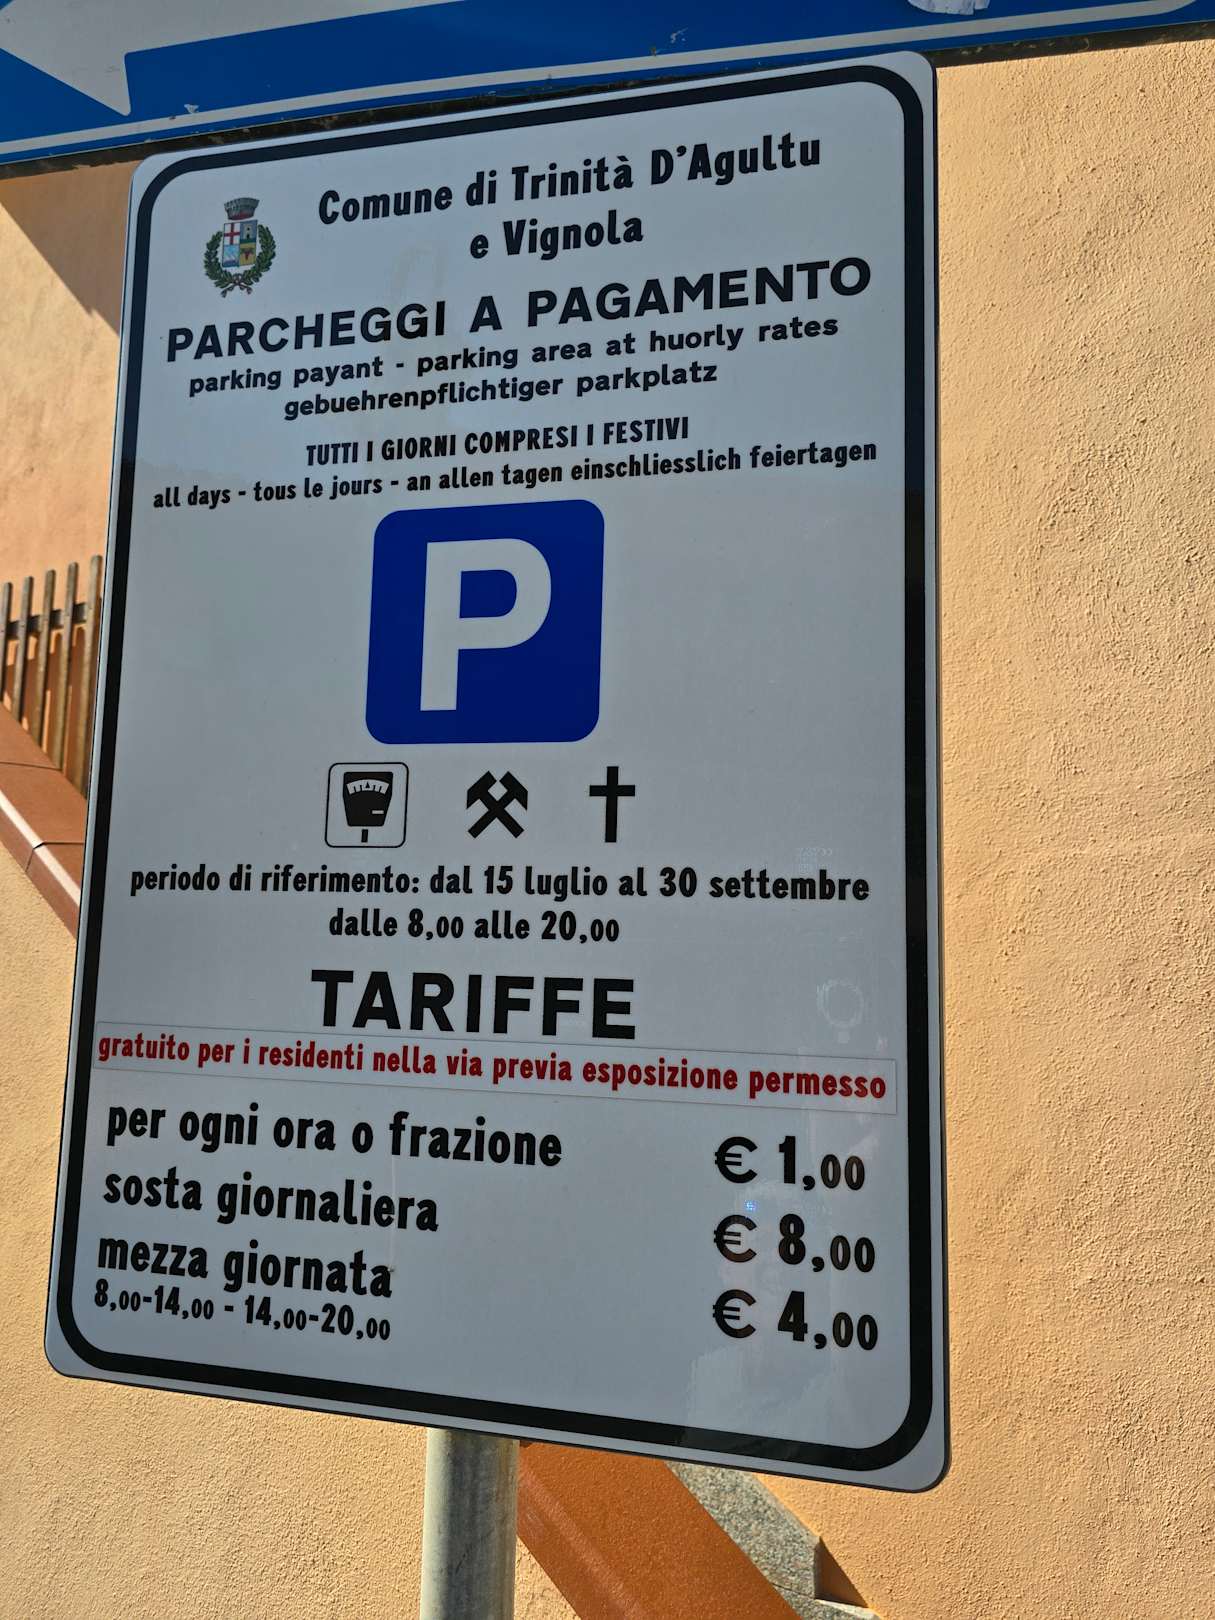 Comune di Trinità D'Agultu
e Vignola
PARCHEGGI A PAGAMENTO
parking payant - parking area at huorly rates
gebuehrenpflichtiger parkplatz
TUTTI I GIORNI COMPRESI I FESTIVI
all days - tous le jours - an allen tagen einschliesslich feiertagen
P
periodo di riferimento: dal 15 luglio al 30 settembre
dalle 8,00 alle 20,00
TARIFFE
gratuito per i residenti nella via previa esposizione permesso
per ogni ora o frazione € 1,00
sosta giornaliera € 8,00
mezza giornata € 4,00
8,00-14,00 - 14,00-20,00